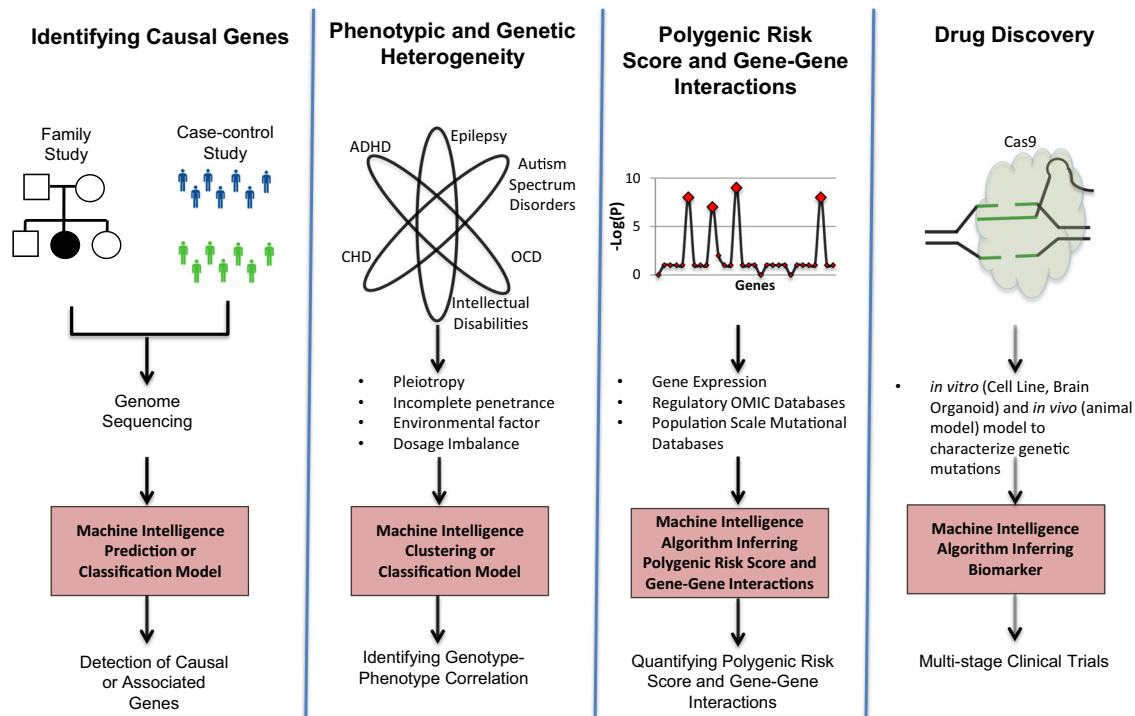 Identifying Causal Genes
Family
Study
Case-control
Study
Genome
Sequencing
Machine Intelligence
Prediction or
Classification Model
Detection of Causal
or Associated
Genes
Phenotypic and Genetic
Heterogeneity
ADHD
Epilepsy
Autism
Spectrum
Disorders
CHD
OCD
Intellectual
Disabilities
• Pleiotropy
• Incomplete penetrance
• Environmental factor
• Dosage Imbalance
Machine Intelligence
Clustering or
Classification Model
Identifying Genotype-
Phenotype Correlation
Polygenic Risk
Score and Gene-Gene
Interactions
10
5
0
-Log(P)
Genes
• Gene Expression
• Regulatory OMIC Databases
• Population Scale Mutational
Databases
Machine Intelligence
Algorithm Inferring
Polygenic Risk Score and
Gene-Gene Interactions
Quantifying Polygenic Risk
Score and Gene-Gene
Interactions
Drug Discovery
Cas9
• in vitro (Cell Line, Brain
Organoid) and in vivo (animal
model) model to
characterize genetic
mutations
Machine Intelligence
Algorithm Inferring
Biomarker
Multi-stage Clinical Trials